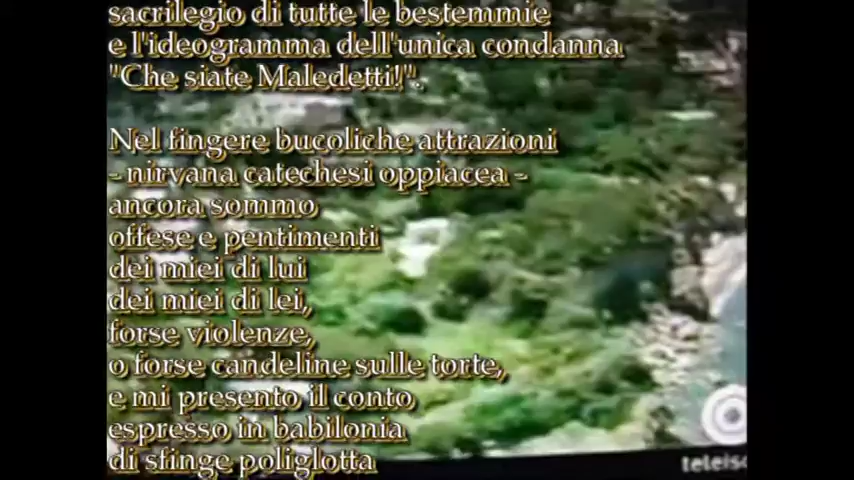 sacrilegio di tutte le bestemmie
e l'ideogramma dell'unica condanna
"Che siate Maledetti!".
Nel fingere bucoliche attrazioni
- nirvana catechesi oppiacea -
ancora sommo
offese e pentimenti
dei miei di lui
dei miei di lei,
forse violenze,
o forse candeline sulle torte,
e mi presento il conto
espresso in babilonia
di sfinge poliglotta
teleisc